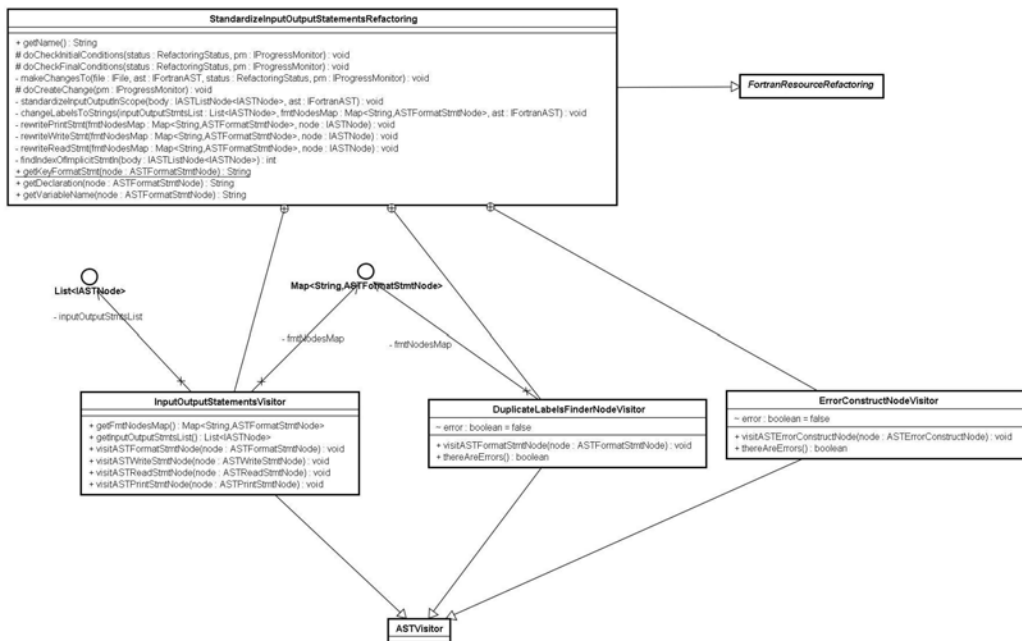 StandardizeInputOutputStatementsRefactoring
+ getName() : String
# doCheckInitialConditions(status : RefactoringStatus, pm : IProgressMonitor) : void
# doCheckFinalConditions(status : RefactoringStatus, pm : IProgressMonitor) : void
- makeChangesTo(file : IFile, ast : IFortranAST, status : RefactoringStatus, pm : IProgressMonitor) : void
# doCreateChange(pm : IProgressMonitor) : void
- standardizeInputOutputInScope(body : IASTListNode<IASTNode>, ast : IFortranAST) : void
- changeLabelsToStrings(inputOutputStmtsList : List<IASTNode>, fmtNodesMap : Map<String,ASTFormatStmtNode>, ast : IFortranAST) : void
- rewritePrintStmt(fmtNodesMap : Map<String,ASTFormatStmtNode>, node : IASTNode) : void
- rewriteWriteStmt(fmtNodesMap : Map<String,ASTFormatStmtNode>, node : IASTNode) : void
- rewriteReadStmt(fmtNodesMap : Map<String,ASTFormatStmtNode>, node : IASTNode) : void
- findIndexOfImplicitStmtIn(body : IASTListNode<IASTNode>) : int
+ getKeyFormatStmt(node : ASTFormatStmtNode) : String
- getDeclaration(node : ASTFormatStmtNode) : String
- getVariableName(node : ASTFormatStmtNode) : String
FortranResourceRefactoring
List<IASTNode>
Map<String,ASTFormatStmtNode>
- inputOutputStmtsList
- fmtNodesMap
- fmtNodesMap
InputOutputStatementsVisitor
+ getFmtNodesMap() : Map<String,ASTFormatStmtNode>
+ getInputOutputStmtsList() : List<IASTNode>
+ visitASTFormatStmtNode(node : ASTFormatStmtNode) : void
+ visitASTWriteStmtNode(node : ASTWriteStmtNode) : void
+ visitASTReadStmtNode(node : ASTReadStmtNode) : void
+ visitASTPrintStmtNode(node : ASTPrintStmtNode) : void
DuplicateLabelsFinderNodeVisitor
~ error : boolean = false
+ visitASTFormatStmtNode(node : ASTFormatStmtNode) : void
+ thereAreErrors() : boolean
ErrorConstructNodeVisitor
~ error : boolean = false
+ visitASTErrorConstructNode(node : ASTErrorConstructNode) : void
+ thereAreErrors() : boolean
ASTVisitor